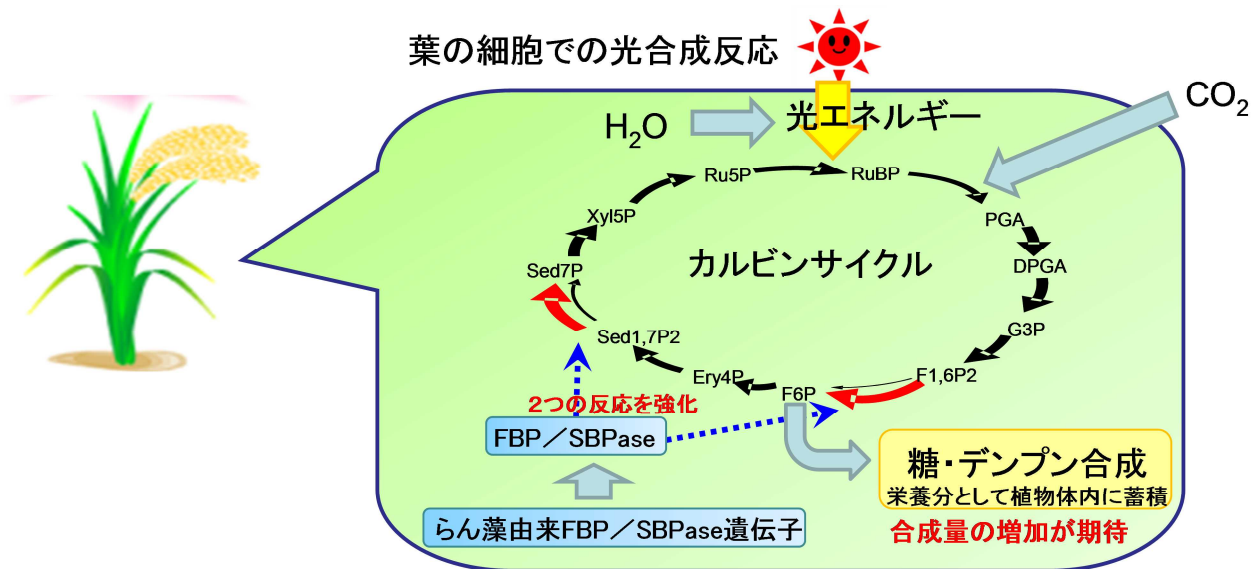 葉の細胞での光合成反応
CO2
H2O
光エネルギー
Ru5P
RuBP
Xyl5P
PGA
カルビンサイクル
DPGA
Sed7P
G3P
Sed1,7P2
Ery4P
F6P
F1,6P2
2つの反応を強化
FBP/SBPase
糖・デンプン合成
栄養分として植物体内に蓄積
らん藻由来FBP/SBPase遺伝子
合成量の増加が期待